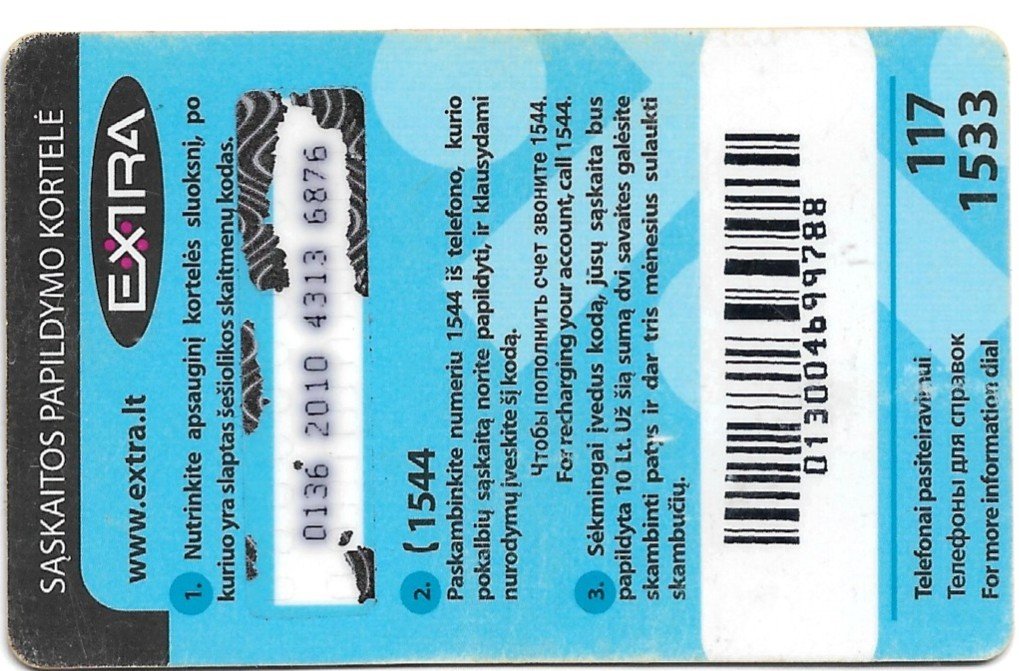 SĄSKAITOS PAPILDYMO KORTELĖ
www.extra.lt
EXTRA
1. Nutrinkite apsauginį kortelės sluoksnį, po
kuriuo yra slaptas šešiolikos skaitmenų kodas.
0136 2010 4313 6876
2. (1544
Paskambinkite numeriu 1544 iš telefono, kurio
pokalbių sąskaitą norite papildyti, ir klausydami
nurodymų įveskite šį kodą.
Чтобы пополнить счет звоните 1544.
For recharging your account, call 1544.
3. Sėkmingai įvedus kodą, jūsų sąskaita bus
papildyta 10 Lt. Už šią sumą dvi savaites galėsite
skambinti patys ir dar tris mėnesius sulaukti
skambučių.
0130046999788
Telefonai pasiteiravimui 117
Телефоны для справок 1533
For more information dial